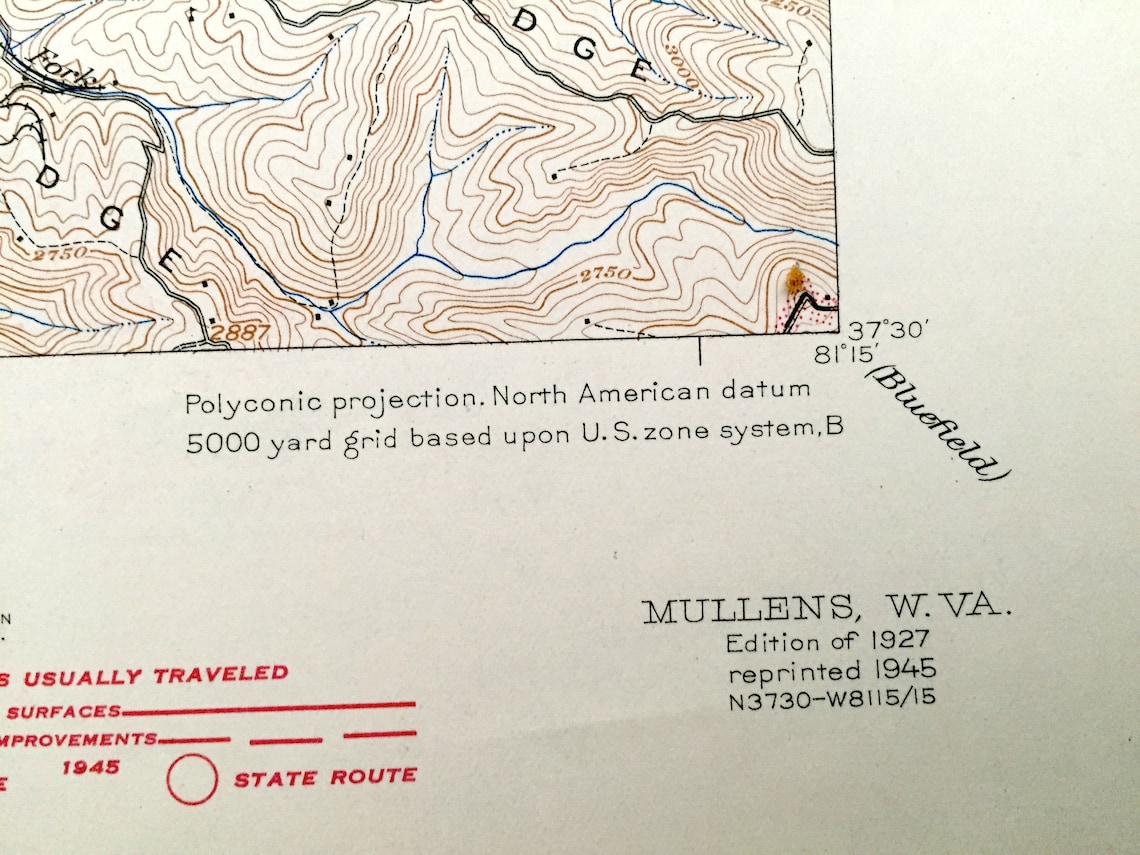 2250
D G E
3000
Fork
D G E
2750
2750
2887
37°30′
81°15′
(Bluefield)
Polyconic projection. North American datum
5000 yard grid based upon U.S. zone system, B
N
.
MULLENS, W. VA.
Edition of 1927
reprinted 1945
N3730-W8115/15
S USUALLY TRAVELED
SURFACES
MPROVEMENTS
1945
E
STATE ROUTE